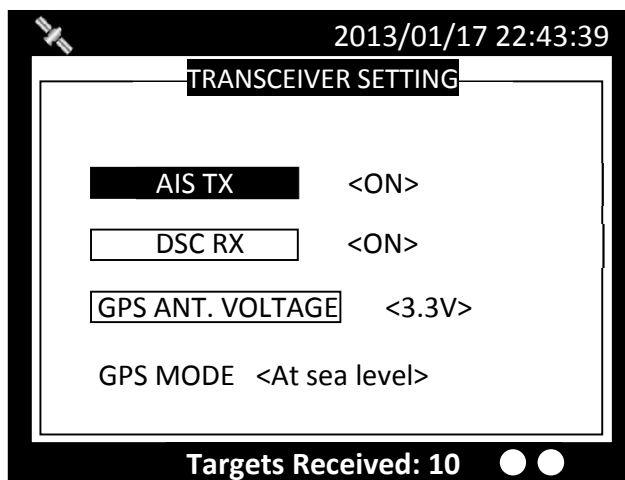 2013/01/17 22:43:39
TRANSCEIVER SETTING
AIS TX <ON>
DSC RX <ON>
GPS ANT. VOLTAGE <3.3V>
GPS MODE <At sea level>
Targets Received: 10